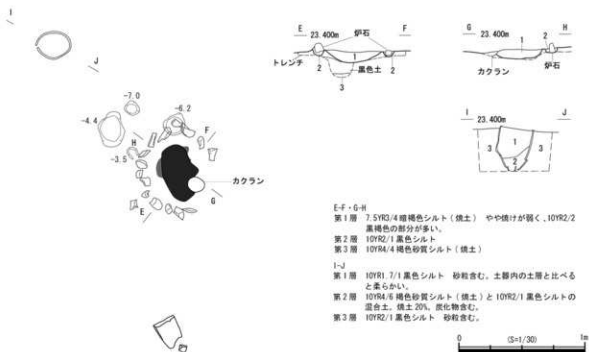 I
J
-7.0
-4.4
-6.2
-3.5
H
F
E
G
カクラン
E 23.400m 炉石 F
トレンチ
1
2
黒色土
2
3
G 23.400m H
1
2
カクラン
炉石
I 23.400m J
3
1
3
2
E-F・G-H
第1層 7.5YR3/4 暗褐色シルト(焼土) やや焼けが弱く、10YR2/2
黒褐色の部分が多い。
第2層 10YR2/1 黒色シルト
第3層 10YR4/4 褐色砂質シルト(焼土)
I-J
第1層 10YR1.7/1 黒色シルト 砂粒含む。土器内の土層と比べる
と柔らかい。
第2層 10YR4/6 褐色砂質シルト(焼土)と10YR2/1 黒色シルトの
混合土。焼土20%、炭化物含む。
第3層 10YR2/1 黒色シルト 砂粒含む。
0 (S=1/30) 1m